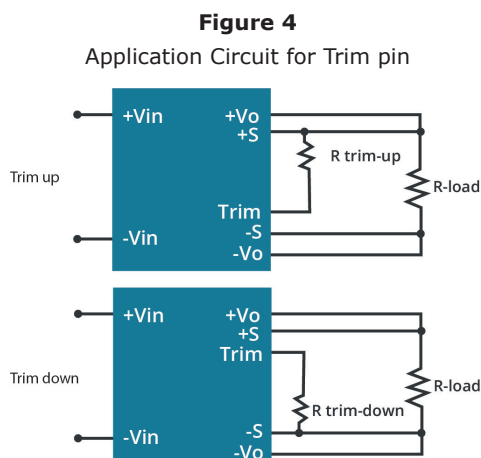 Figure 4
Application Circuit for Trim pin
+Vin
+Vo
+S
R trim-up
Trim up
R-load
Trim
-S
-Vin
-Vo
+Vin
+Vo
+S
Trim
Trim down
R-load
R trim-down
-S
-Vin
-Vo